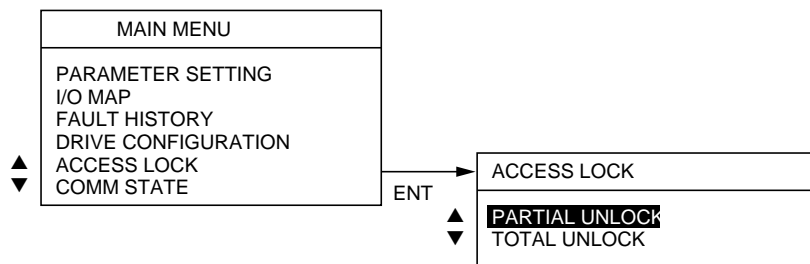 MAIN MENU
PARAMETER SETTING
I/O MAP
FAULT HISTORY
DRIVE CONFIGURATION
ACCESS LOCK
COMM STATE
ENT
ACCESS LOCK
PARTIAL UNLOCK
TOTAL UNLOCK